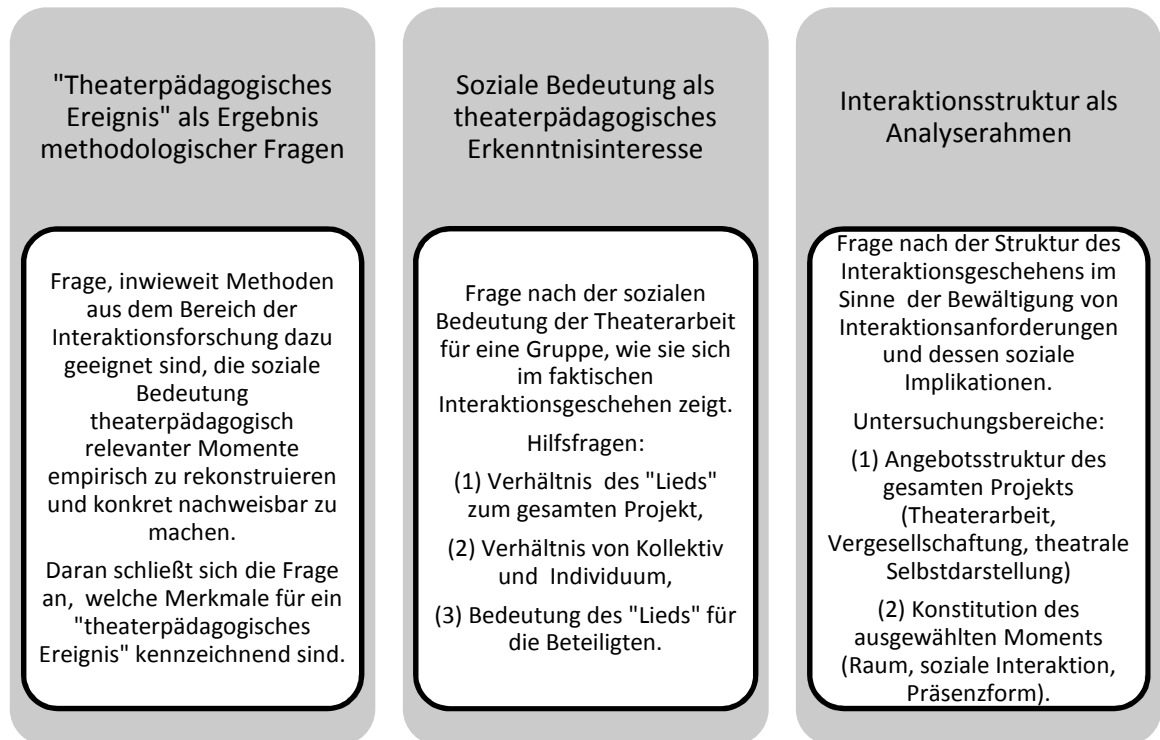 "Theaterpädagogisches
Ereignis" als Ergebnis
methodologischer Fragen
Frage, inwieweit Methoden
aus dem Bereich der
Interaktionsforschung dazu
geeignet sind, die soziale
Bedeutung
theaterpädagogisch
relevanter Momente
empirisch zu rekonstruieren
und konkret nachweisbar zu
machen.
Daran schließt sich die Frage
an, welche Merkmale für ein
"theaterpädagogisches
Ereignis" kennzeichnend sind.
Soziale Bedeutung als
theaterpädagogisches
Erkenntnisinteresse
Frage nach der sozialen
Bedeutung der Theaterarbeit
für eine Gruppe, wie sie sich
im faktischen
Interaktionsgeschehen zeigt.
Hilfsfragen:
(1) Verhältnis des "Lieds"
zum gesamten Projekt,
(2) Verhältnis von Kollektiv
und Individuum,
(3) Bedeutung des "Lieds" für
die Beteiligten.
Interaktionsstruktur als
Analyserahmen
Frage nach der Struktur des
Interaktionsgeschehens im
Sinne der Bewältigung von
Interaktionsanforderungen
und dessen soziale
Implikationen.
Untersuchungsbereiche:
(1) Angebotsstruktur des
gesamten Projekts
(Theaterarbeit,
Vergesellschaftung, theatrale
Selbstdarstellung)
(2) Konstitution des
ausgewählten Moments
(Raum, soziale Interaktion,
Präsenzform).